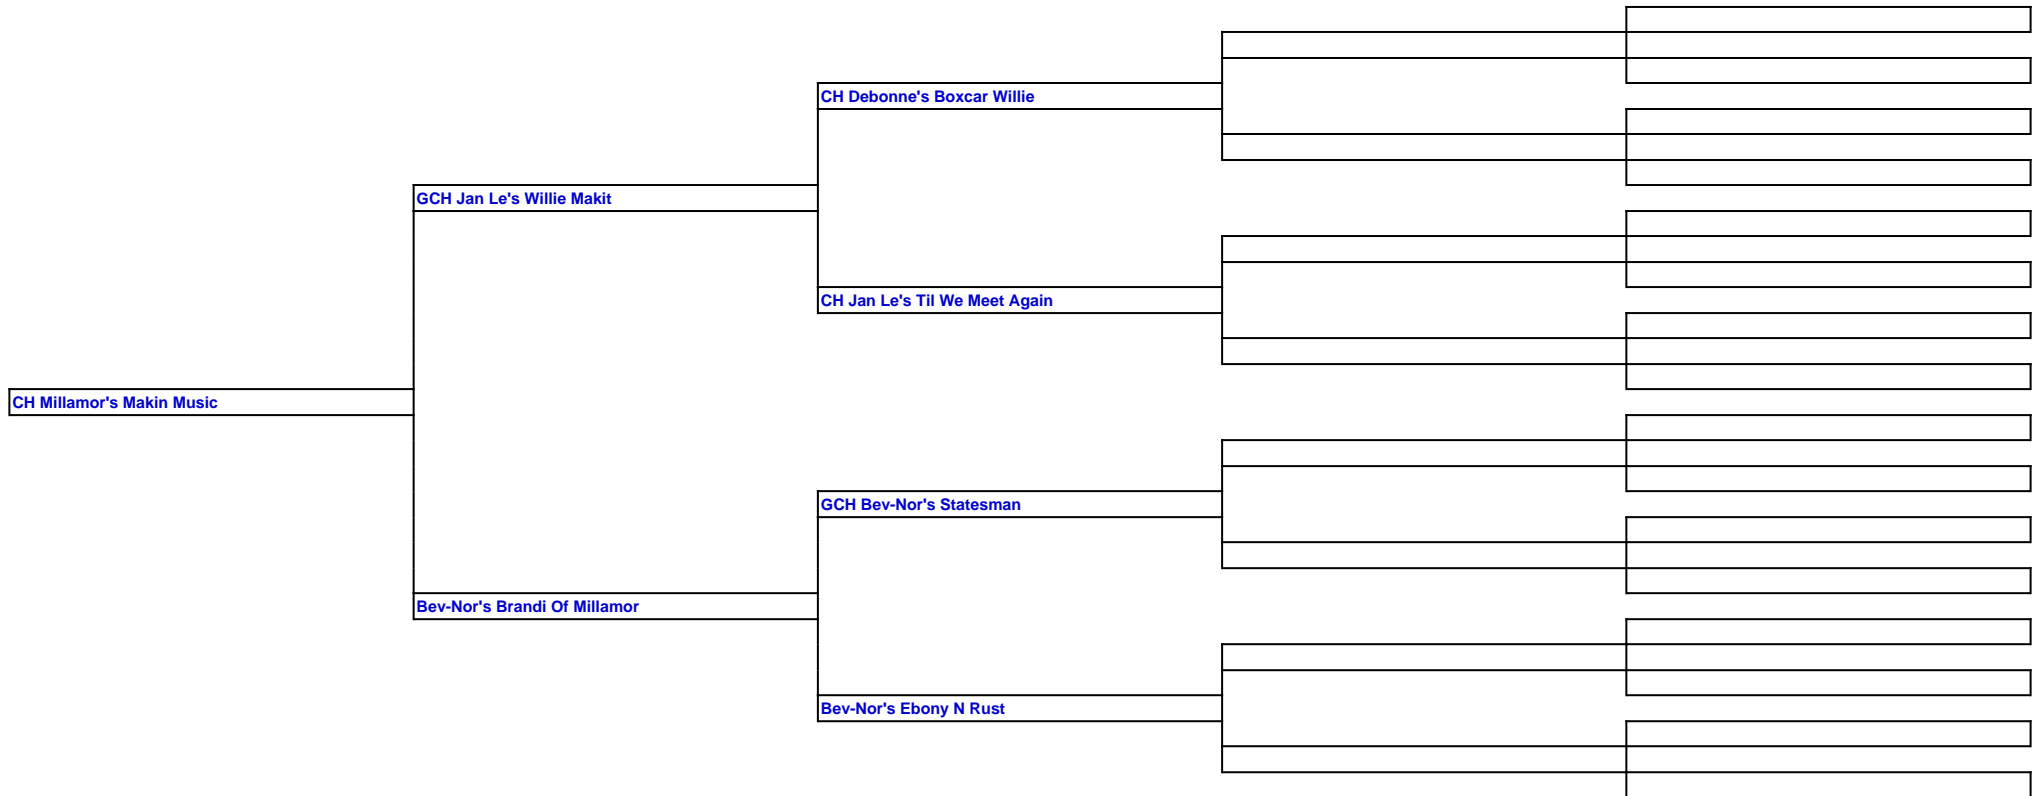 CH Debonne's Boxcar Willie
GCH Jan Le's Willie Makit
CH Jan Le's Til We Meet Again
CH Millamor's Makin Music
GCH Bev-Nor's Statesman
Bev-Nor's Brandi Of Millamor
Bev-Nor's Ebony N Rust